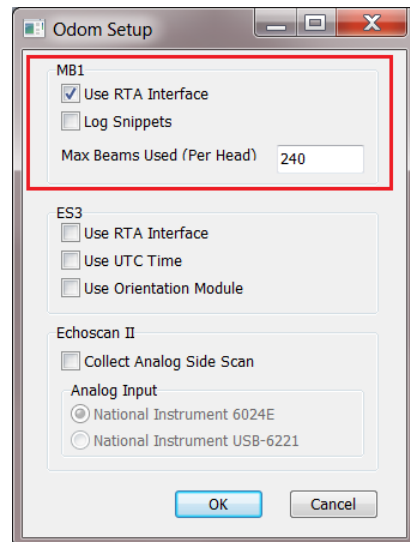 Odom Setup
MB1
Use RTA Interface
Log Snippets
Max Beams Used (Per Head) 240
ES3
Use RTA Interface
Use UTC Time
Use Orientation Module
Echoscan II
Collect Analog Side Scan
Analog Input
National Instrument 6024E
National Instrument USB-6221
OK Cancel